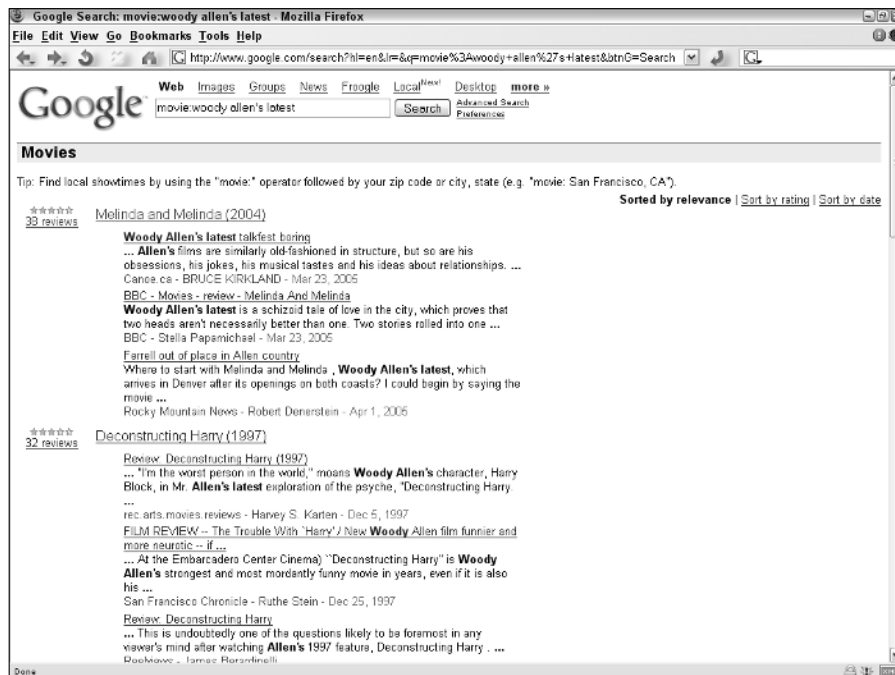 Google Search: movie:woody allen's latest - Mozilla Firefox
File Edit View Go Bookmarks Tools Help
http://www.google.com/search?hl=en&lr=&q=movie%3Awoody+allen%27s+latest&btnG=Search
Google
Web Images Groups News Froogle Local New! Desktop more »
movie:woody allen's latest
Search
Advanced Search
Preferences
Movies
Tip: Find local showtimes by using the "movie:" operator followed by your zip code or city, state (e.g. "movie: San Francisco, CA").
Sorted by relevance | Sort by rating | Sort by date
38 reviews
Melinda and Melinda (2004)
Woody Allen's latest talkfest boring
... Allen's films are similarly old-fashioned in structure, but so are his
obsessions, his jokes, his musical tastes and his ideas about relationships. ...
Canoe.ca - BRUCE KIRKLAND - Mar 23, 2005
BBC - Movies - review - Melinda And Melinda
Woody Allen's latest is a schizoid tale of love in the city, which proves that
two heads aren't necessarily better than one. Two stories rolled into one ...
BBC - Stella Papamichael - Mar 23, 2005
Ferrell out of place in Allen country
Where to start with Melinda and Melinda , Woody Allen's latest, which
arrives in Denver after its openings on both coasts? I could begin by saying the
movie ...
Rocky Mountain News - Robert Denerstein - Apr 1, 2005
32 reviews
Deconstructing Harry (1997)
Review: Deconstructing Harry (1997)
... "I'm the worst person in the world," moans Woody Allen's character, Harry
Block, in Mr. Allen's latest exploration of the psyche, "Deconstructing Harry.
...
rec.arts.movies.reviews - Harvey S. Karten - Dec 5, 1997
FILM REVIEW -- The Trouble With `Harry' / New Woody Allen film funnier and
more neurotic -- if ...
... At the Embarcadero Center Cinema) ``Deconstructing Harry'' is Woody
Allen's strongest and most mordantly funny movie in years, even if it is also
his ...
San Francisco Chronicle - Ruthe Stein - Dec 25, 1997
Review: Deconstructing Harry
... This is undoubtedly one of the questions likely to be foremost in any
viewer's mind after watching Allen's 1997 feature, Deconstructing Harry . ...
ReelViews - James Berardinelli
Done